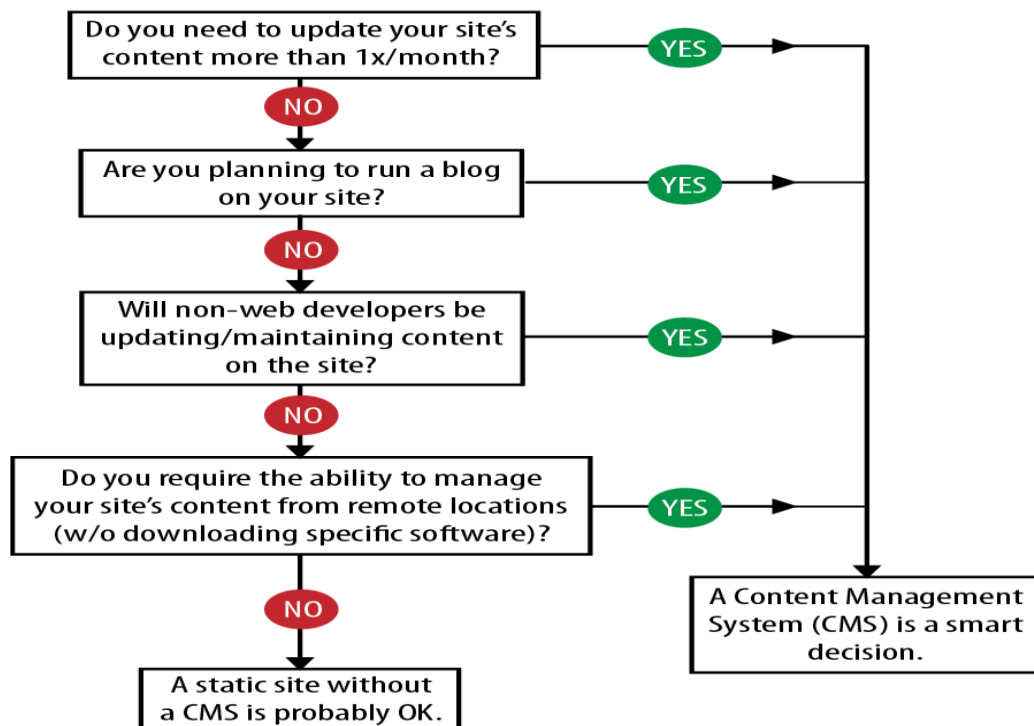 Do you need to update your site's
content more than 1x/month?
YES
NO
Are you planning to run a blog
on your site?
YES
NO
Will non-web developers be
updating/maintaining content
on the site?
YES
NO
Do you require the ability to manage
your site's content from remote locations
(w/o downloading specific software)?
YES
NO
A Content Management
System (CMS) is a smart
decision.
A static site without
a CMS is probably OK.